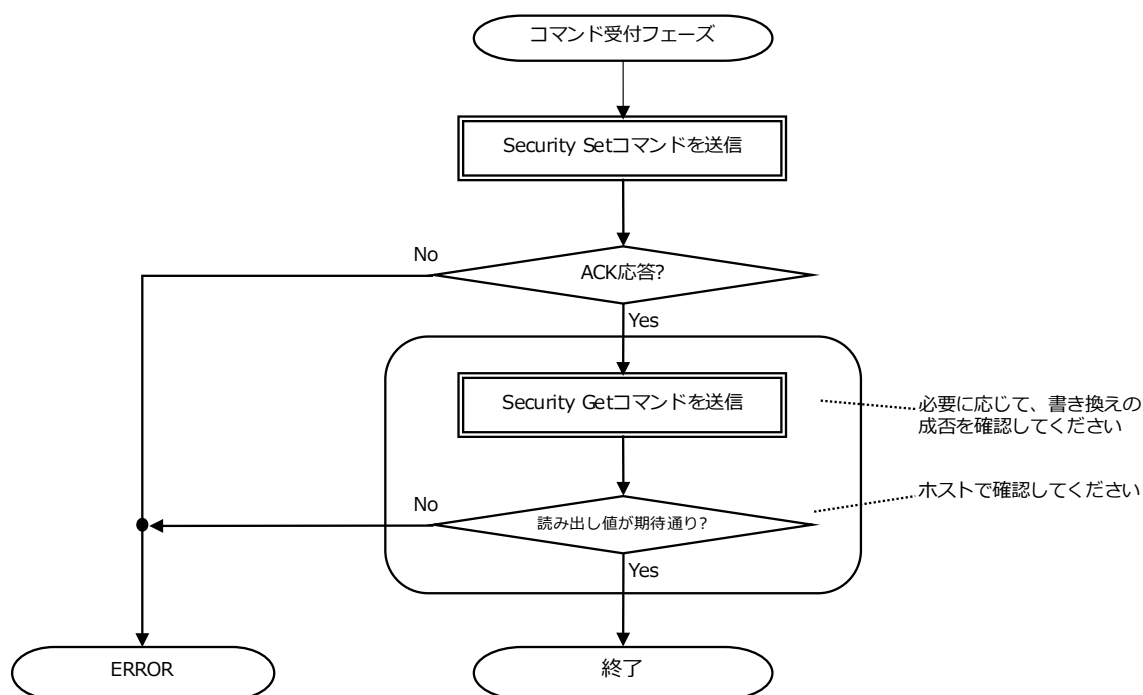 コマンド受付フェーズ
Security Setコマンドを送信
No
ACK応答?
Yes
Security Getコマンドを送信
必要に応じて、書き換えの
成否を確認してください
ホストで確認してください
No
読み出し値が期待通り?
Yes
ERROR
終了